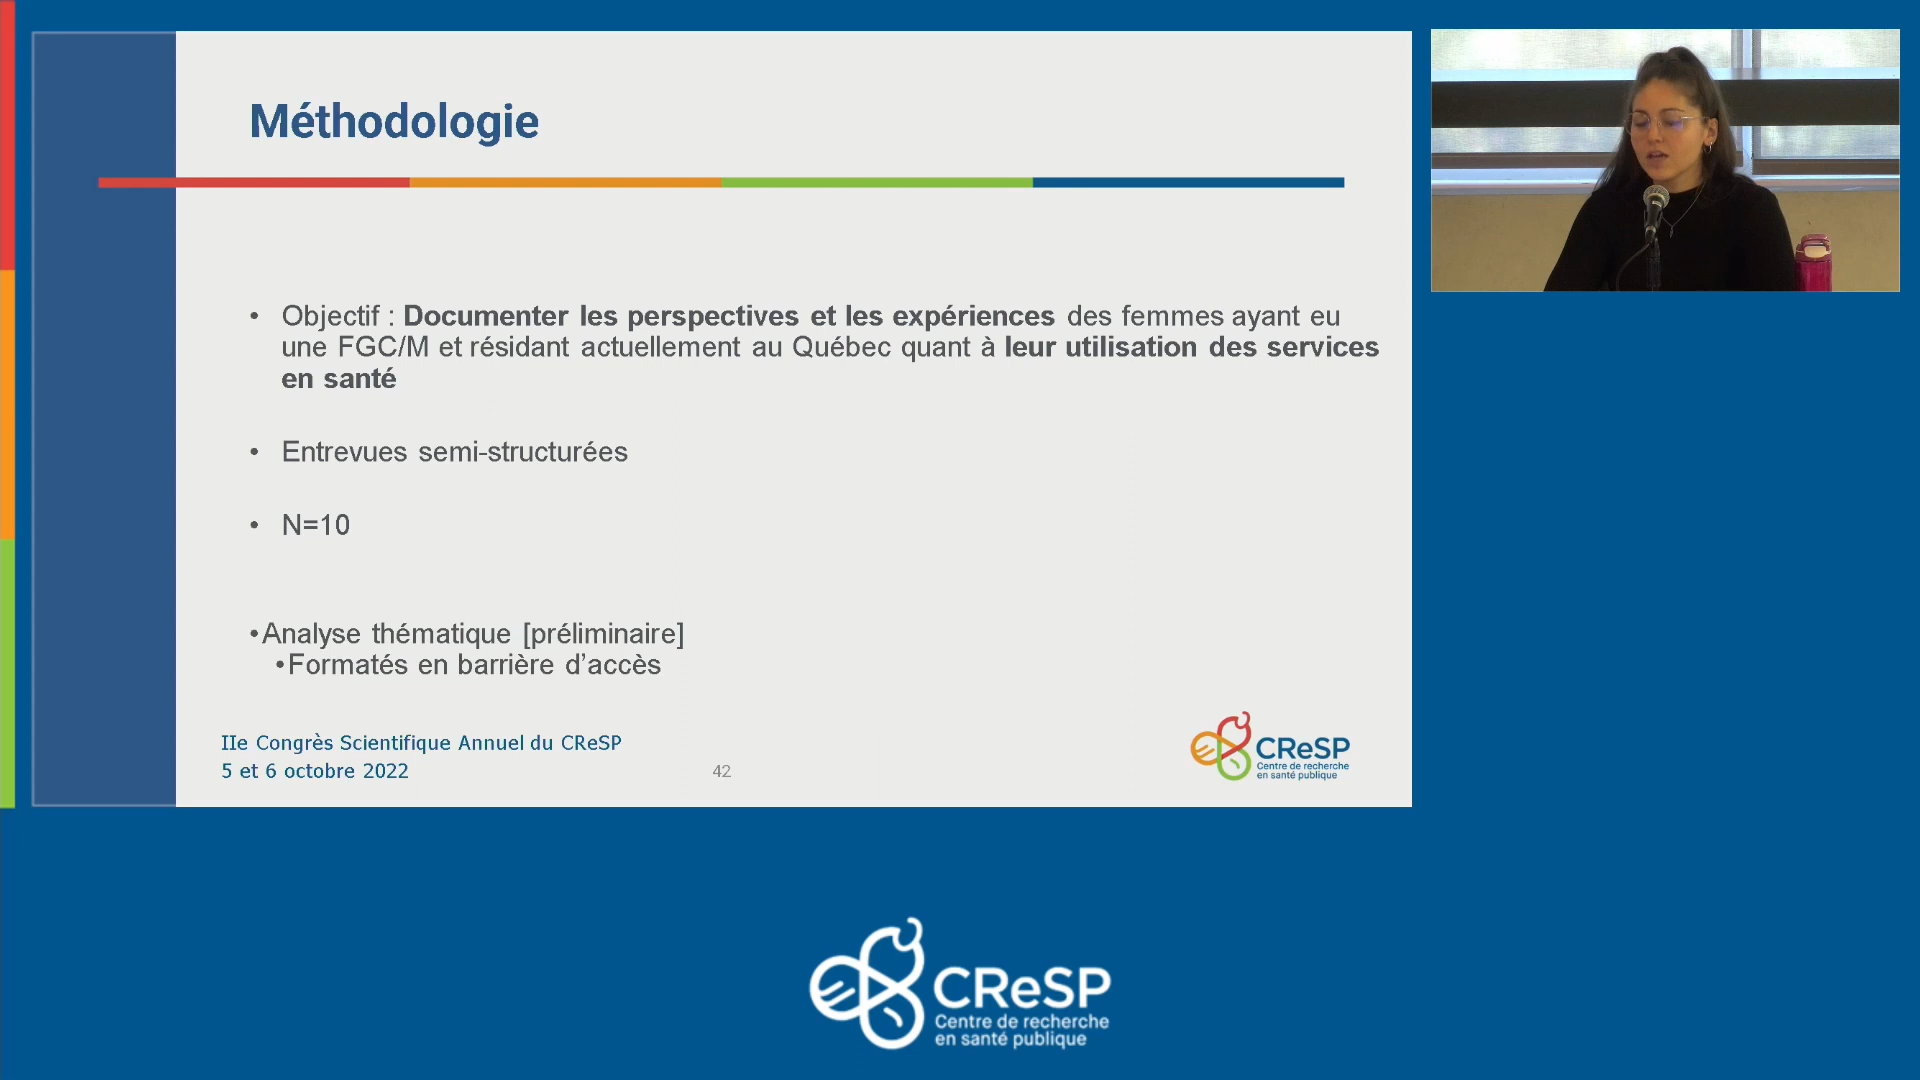 Méthodologie
• Objectif : Documenter les perspectives et les expériences des femmes ayant eu
une FGC/M et résidant actuellement au Québec quant à leur utilisation des services
en santé
• Entrevues semi-structurées
• N=10
•Analyse thématique [préliminaire]
•Formatés en barrière d’accès
IIe Congrès Scientifique Annuel du CReSP
5 et 6 octobre 2022
42
CReSP
Centre de recherche
en santé publique
CReSP
Centre de recherche
en santé publique